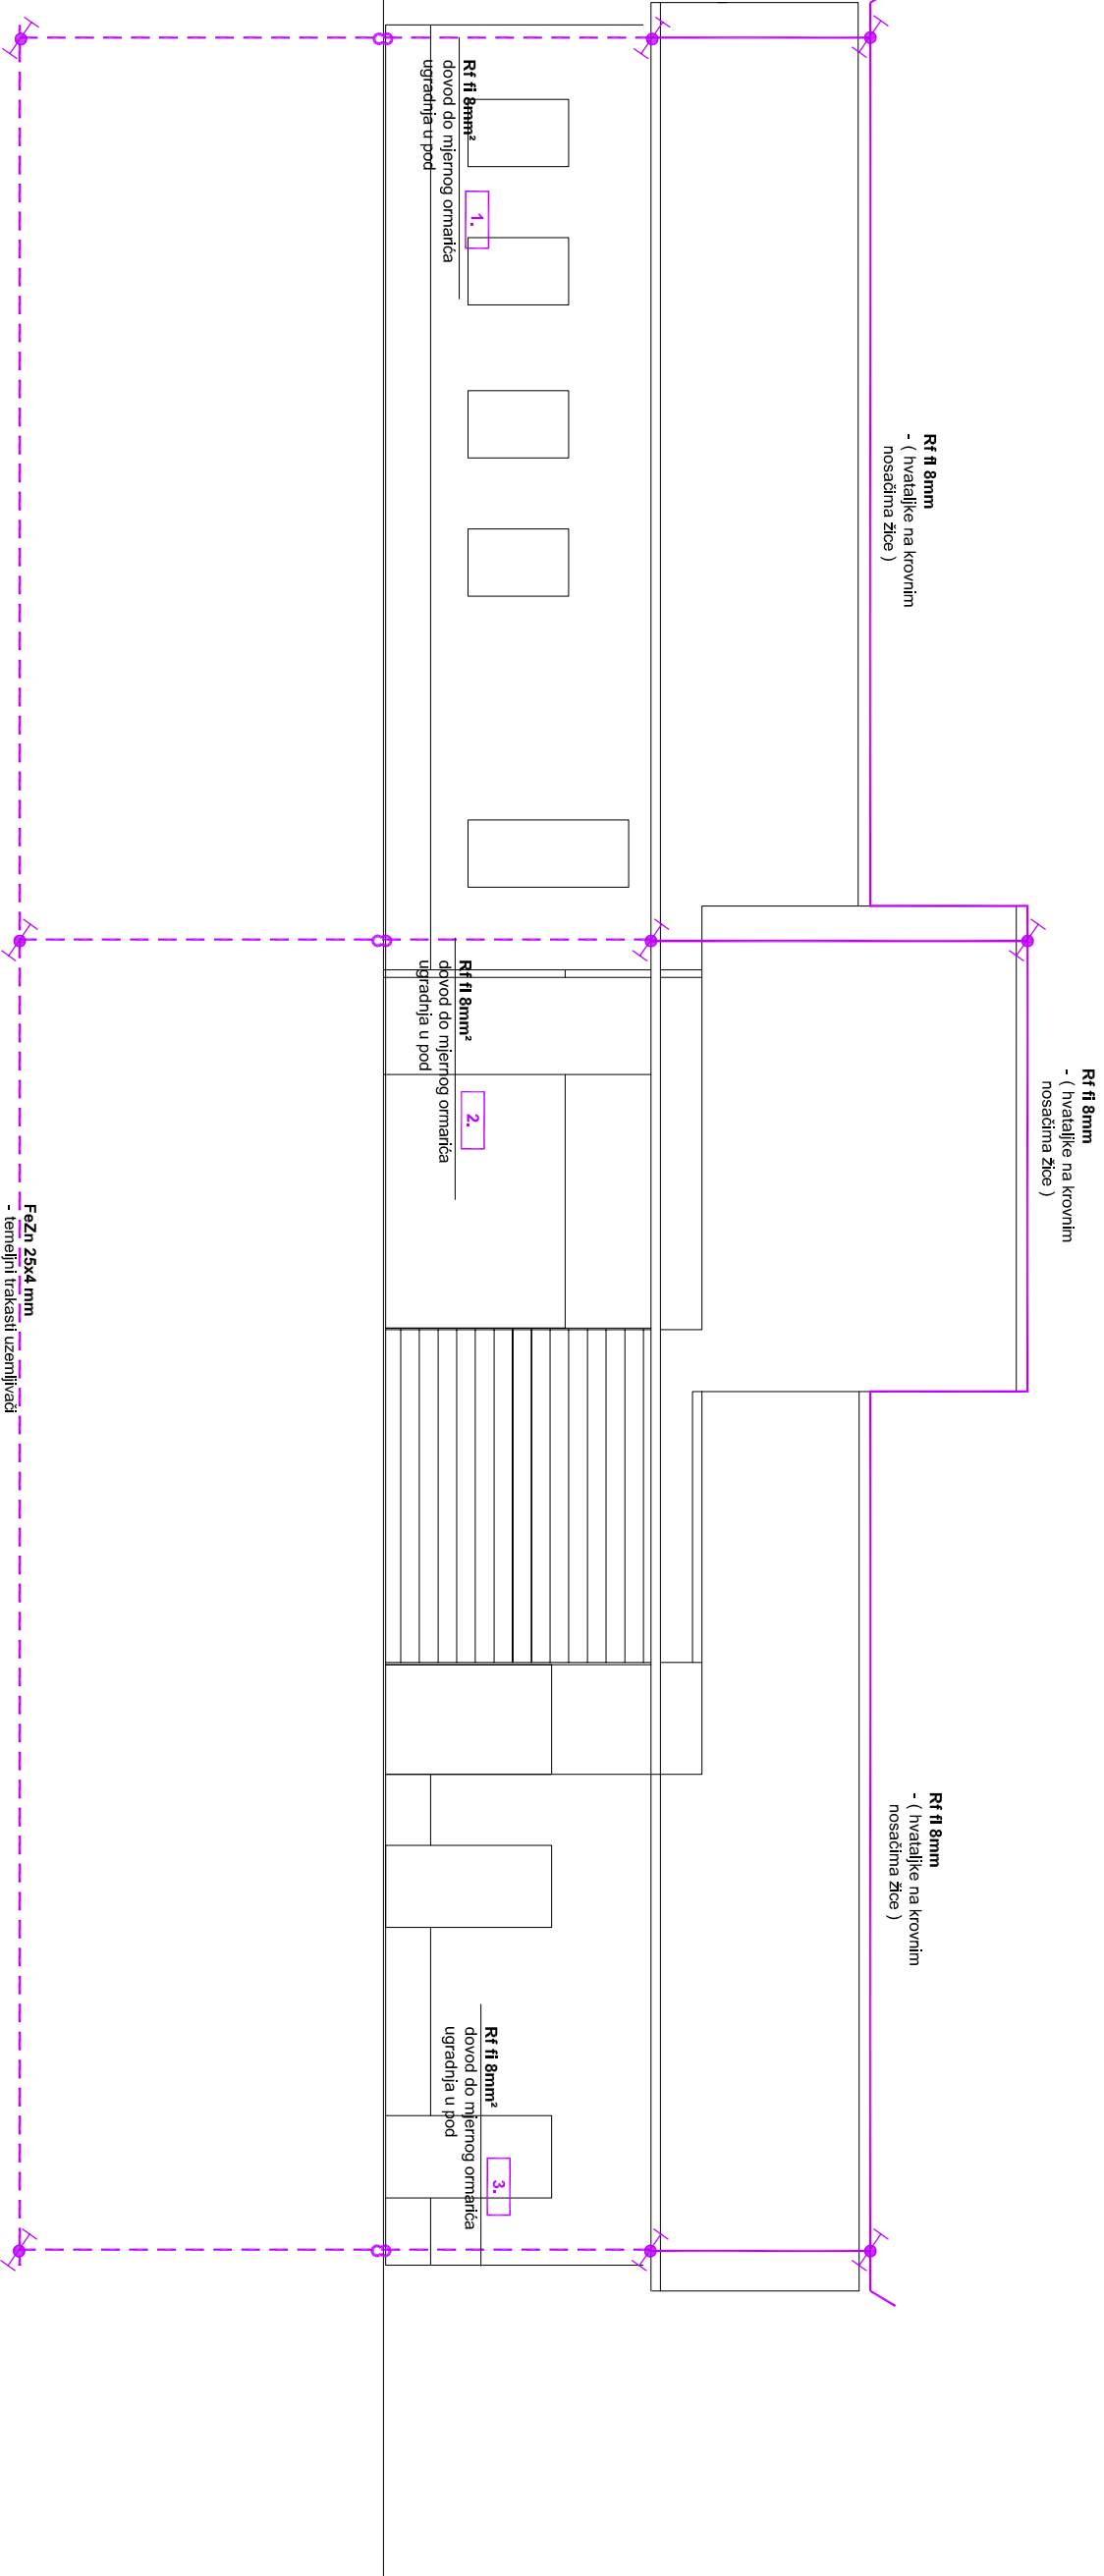 Rf fi 8mm
- ( hvataljke na krovnim
nosačima žice )
Rf fi 8mm
- ( hvataljke na krovnim
nosačima žice )
Rf fi 8mm
- ( hvataljke na krovnim
nosačima žice )
Rf fi 8mm²
dovod do mjernog ormarića
ugradnja u pod
1.
Rf fi 8mm²
dovod do mjernog ormarića
ugradnja u pod
2.
Rf fi 8mm²
dovod do mjernog ormarića
ugradnja u pod
3.
FeZn 25x4 mm
- temeljni trakasti uzemljivači